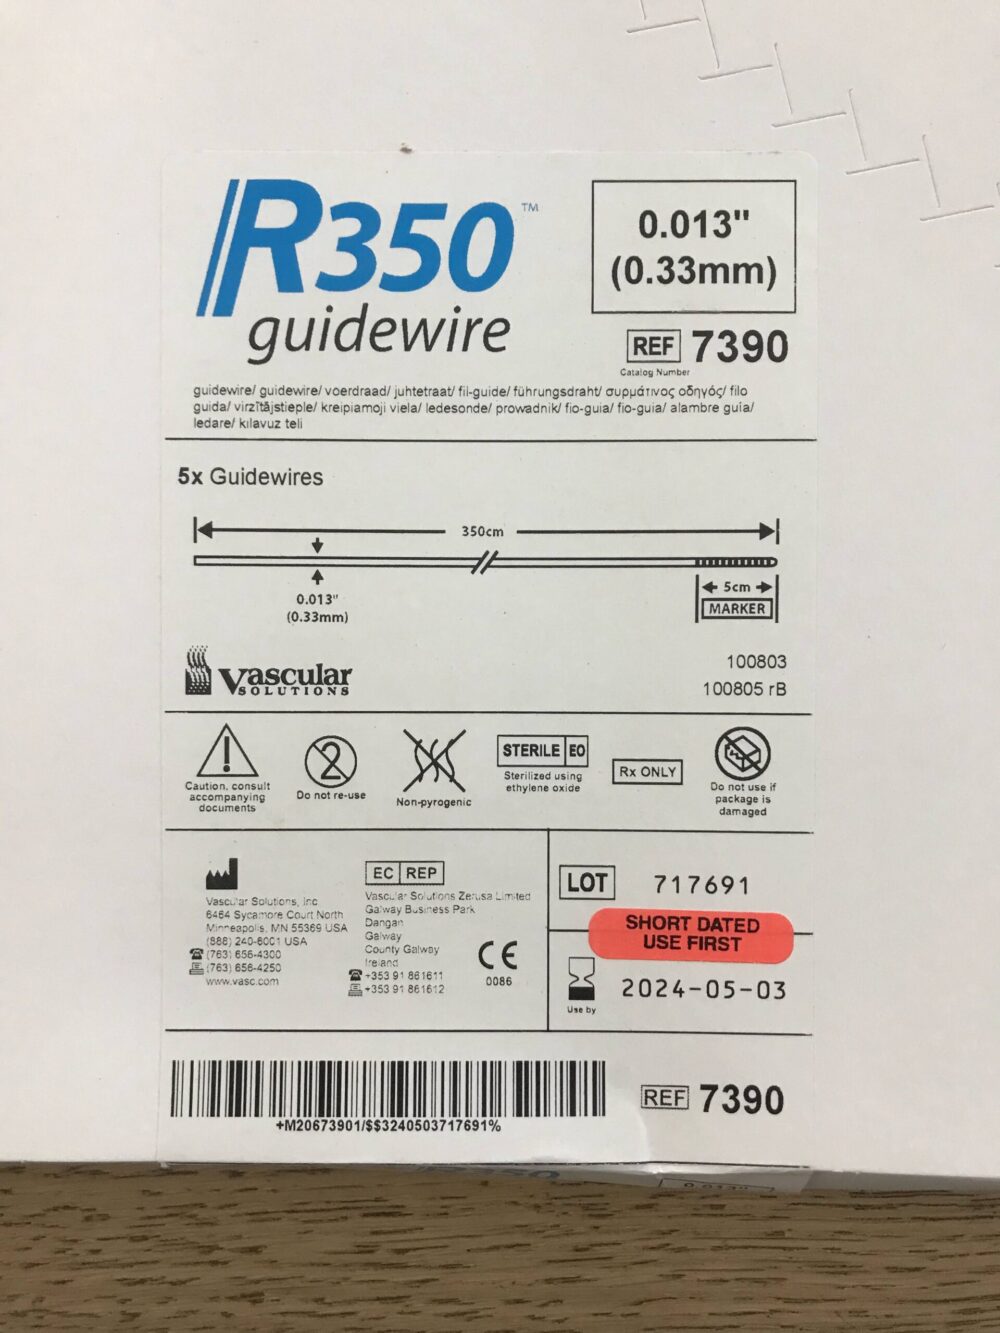 R350™
guidewire
0.013"
(0.33mm)
REF 7390
Catalog Number
guidewire/ guidewire/ voerdraad/ juhtetraat/ fil-guide/ führungsdraht/ συρμάτινος οδηγός/ filo
guida/ virzītājstieple/ kreipiamoji viela/ ledesonde/ prowadnik/ fio-guia/ fio-guia/ alambre guía/
ledare/ kılavuz teli
5x Guidewires
350cm
0.013"
(0.33mm)
5cm
MARKER
Vascular
SOLUTIONS
100803
100805 rB
Caution, consult
accompanying
documents
2
Do not re-use
Non-pyrogenic
STERILE EO
Sterilized using
ethylene oxide
Rx ONLY
Do not use if
package is
damaged
Vascular Solutions, Inc.
6464 Sycamore Court North
Minneapolis, MN 55369 USA
(888) 240-6001 USA
(763) 656-4300
(763) 656-4250
www.vasc.com
EC REP
Vascular Solutions Zerusa Limited
Galway Business Park
Dangan
Galway
County Galway
Ireland
+353 91 861611
+353 91 861612
CE
0086
LOT 717691
SHORT DATED
USE FIRST
2024-05-03
Use by
+M20673901/$$3240503717691%
REF 7390
R350
0.013"